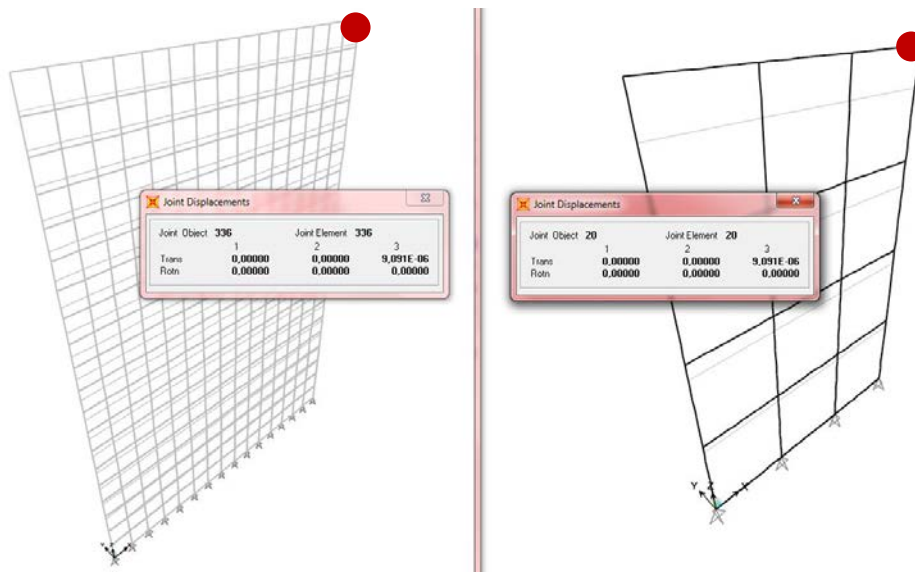 Joint Displacements
Joint Object 336 Joint Element 336
1 2 3
Trans 0,00000 0,00000 9,091E-06
Rotn 0,00000 0,00000 0,00000
Joint Displacements
Joint Object 20 Joint Element 20
1 2 3
Trans 0,00000 0,00000 9,091E-06
Rotn 0,00000 0,00000 0,00000
Y Z X